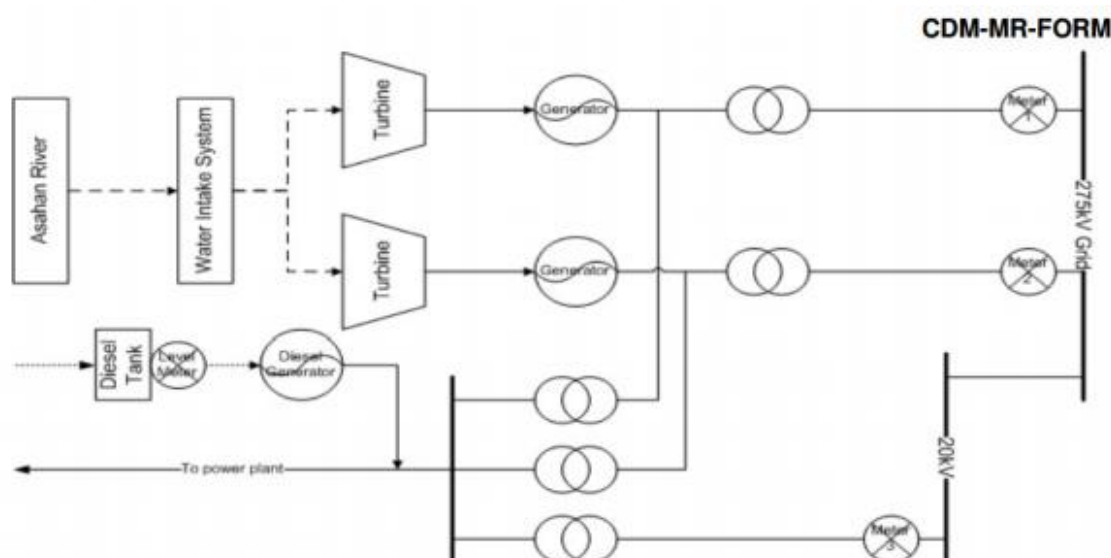 CDM-MR-FORM
Asahan River
Water Intake System
Turbine
Generator
Meter
1
Turbine
Generator
Meter
2
275kV Grid
Diesel
Tank
Level
Meter
Diesel
Generator
To power plant
20kV
Meter
3